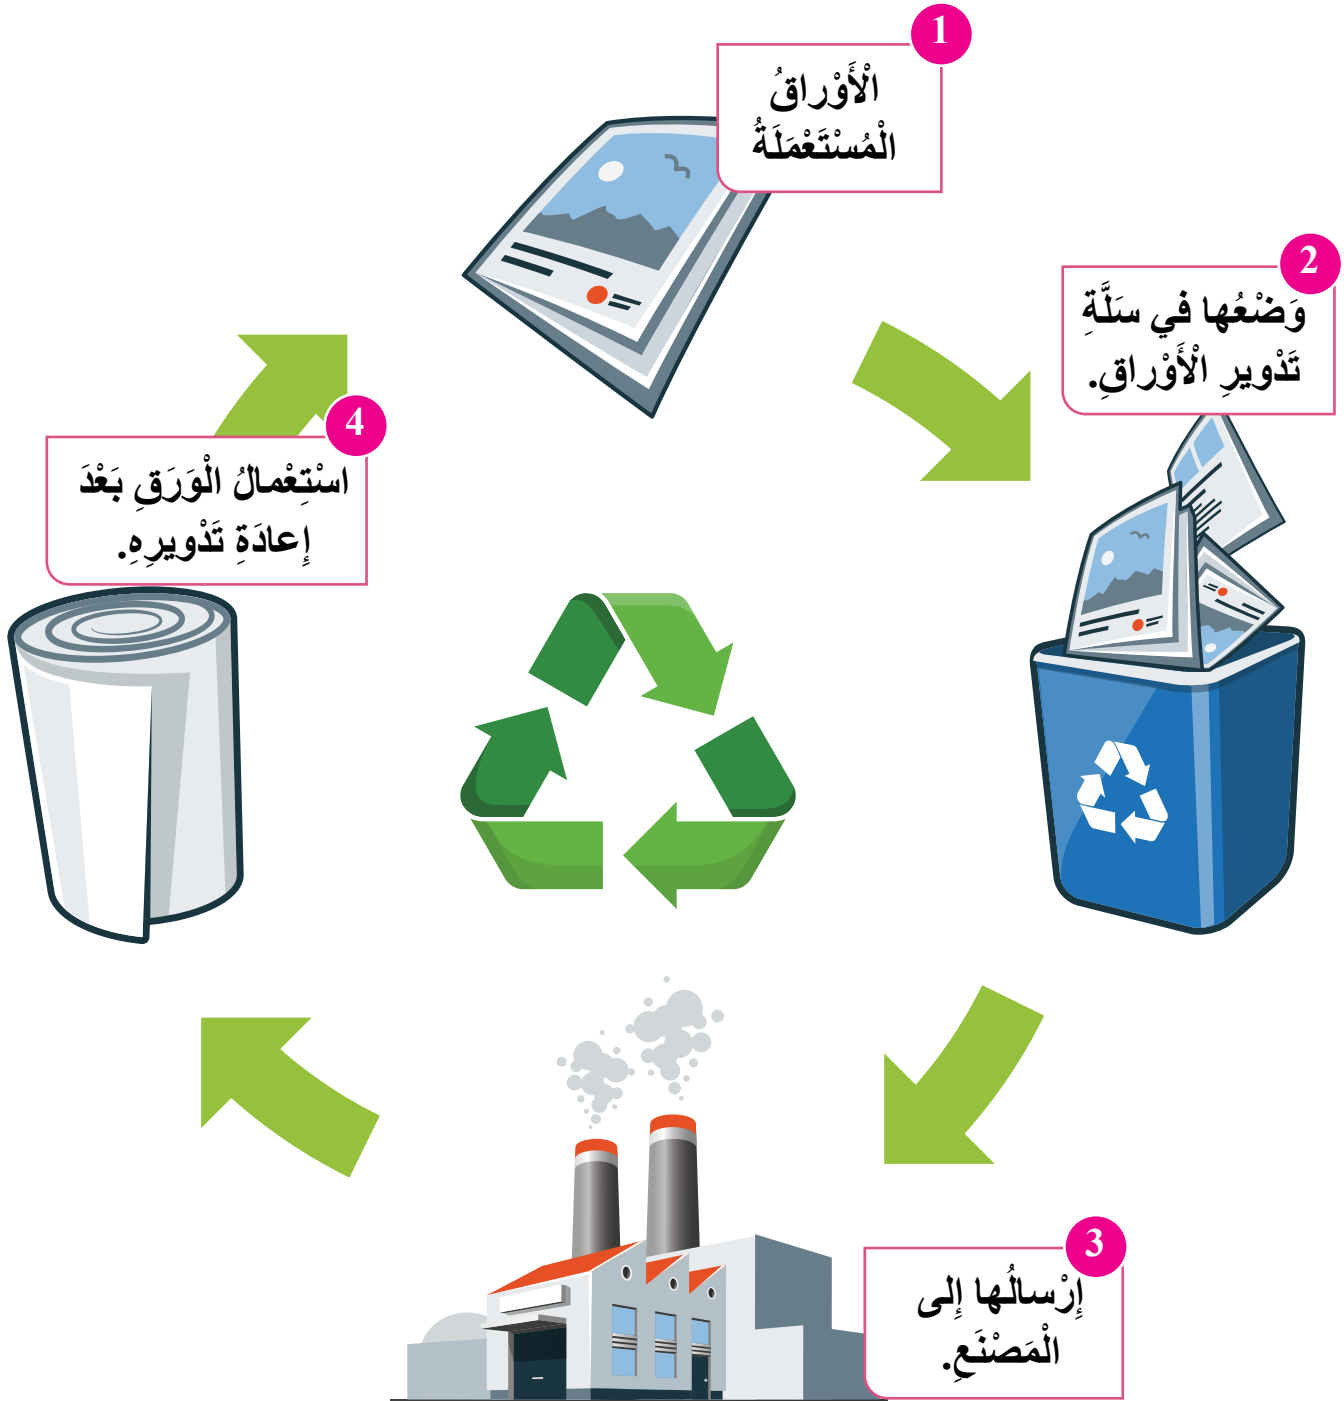 1
الْأَوْراقُ
الْمُسْتَعْمَلَةُ
2
وَضْعُها في سَلَّةِ
تَدْويرِ الْأَوْراقِ.
3
إِرْسالُها إِلى
الْمَصْنَعِ.
4
اسْتِعْمالُ الْوَرَقِ بَعْدَ
إِعادَةِ تَدْويرِهِ.